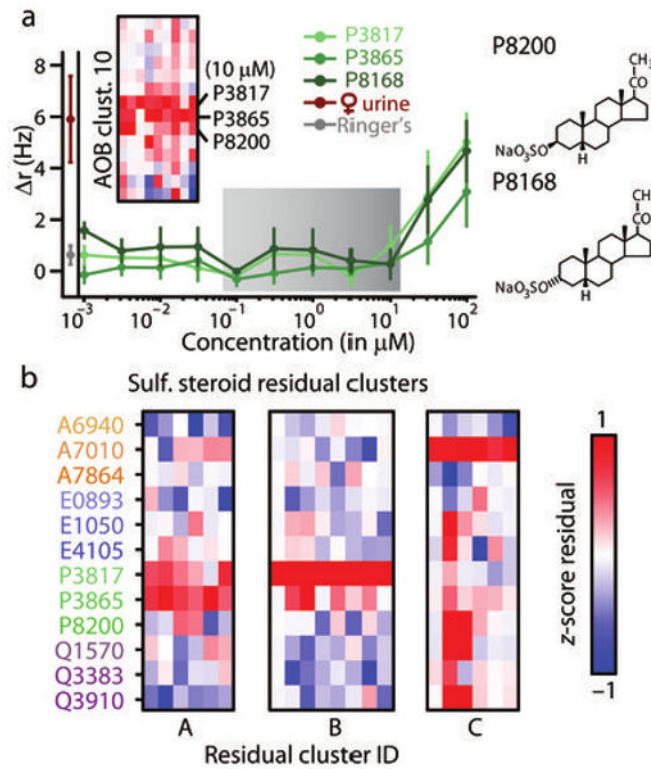 a
8
6
4
2
0
Δr (Hz)
AOB clust. 10
(10 μM)
P3817
P3865
P8200
P3817
P3865
P8168
♀ urine
Ringer's
10⁻³
10⁻²
10⁻¹
10⁰
10¹
10²
Concentration (in μM)
P8200
CH₃
CO
NaO₃SO
H
P8168
CO
NaO₃SO
H
b
Sulf. steroid residual clusters
A6940
A7010
A7864
E0893
E1050
E4105
P3817
P3865
P8200
Q1570
Q3383
Q3910
A
B
C
Residual cluster ID
1
z-score residual
−1